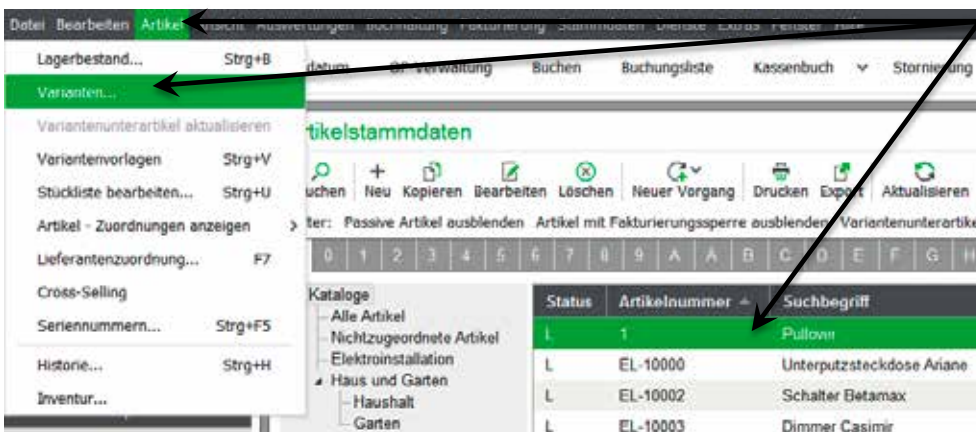 Datei Bearbeiten Artikel Ansicht Auswertungen Buchhaltung Fakturierung Stammdaten Dienste Extras Fenster Hilfe
Lagerbestand... Strg+B
datum OP-Verwaltung Buchen Buchungsliste Kassenbuch Stornierung
Varianten...
Variantenunterartikel aktualisieren
tikelstammdaten
Variantenvorlagen Strg+V
uchen Neu Kopieren Bearbeiten Löschen Neuer Vorgang Drucken Export Aktualisieren
Stückliste bearbeiten... Strg+U
Artikel - Zuordnungen anzeigen
ter: Passive Artikel ausblenden Artikel mit Fakturierungssperre ausblenden Variantenunterartike
Lieferantenzuordnung... F7
0 1 2 3 4 5 6 7 8 9 A Ä B C D E F G H
Cross-Selling
Kataloge
Status Artikelnummer Suchbegriff
Alle Artikel
Seriennummern... Strg+F5
Nichtzugeordnete Artikel
L 1 Pullover
Elektroinstallation
L EL-10000 Unterputzsteckdose Ariane
Historie... Strg+H
Haus und Garten
Inventur...
Haushalt
L EL-10002 Schalter Betamax
Garten
L EL-10003 Dimmer Casimir